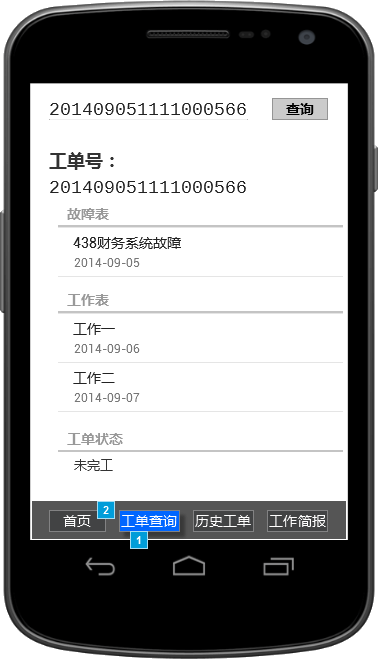 201409051111000566 查询
工单号：
201409051111000566
故障表
438财务系统故障
2014-09-05
工作表
工作一
2014-09-06
工作二
2014-09-07
工单状态
未完工
首页 2 工单查询 历史工单 工作简报
1